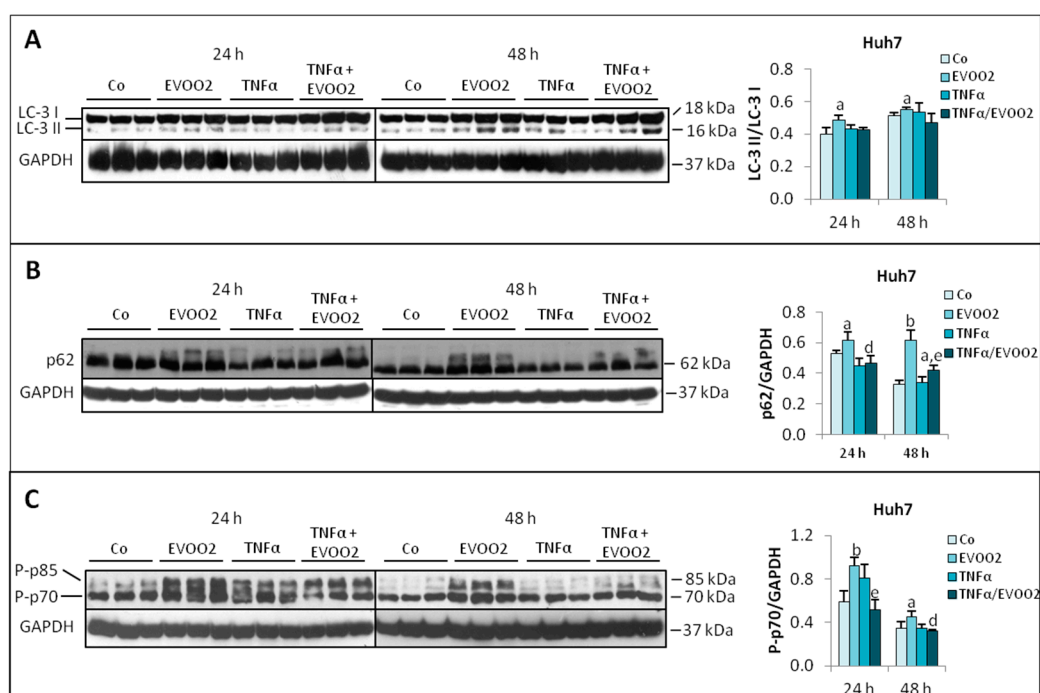 A
24 h
48 h
Co
EVOO2
TNFα
TNFα +
EVOO2
Co
EVOO2
TNFα
TNFα +
EVOO2
LC-3 I
LC-3 II
GAPDH
18 kDa
16 kDa
37 kDa
Huh7
LC-3 II/LC-3 I
0.8
0.6
0.4
0.2
0.0
a
a
24 h
48 h
Co
EVOO2
TNFα
TNFα/EVOO2
B
24 h
48 h
Co
EVOO2
TNFα
TNFα +
EVOO2
Co
EVOO2
TNFα
TNFα +
EVOO2
p62
GAPDH
62 kDa
37 kDa
Huh7
p62/GAPDH
0.8
0.6
0.4
0.2
0.0
a
d
b
a,e
24 h
48 h
Co
EVOO2
TNFα
TNFα/EVOO2
C
24 h
48 h
Co
EVOO2
TNFα
TNFα +
EVOO2
Co
EVOO2
TNFα
TNFα +
EVOO2
P-p85
P-p70
GAPDH
85 kDa
70 kDa
37 kDa
Huh7
P-p70/GAPDH
1.2
0.8
0.4
0.0
b
e
a
d
24 h
48 h
Co
EVOO2
TNFα
TNFα/EVOO2